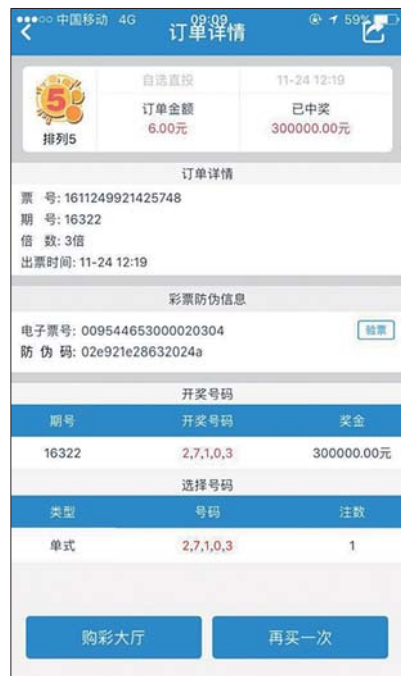 中国移动 4G 09:09 59%
订单详情
自选直投 11-24 12:19
5
订单金额 已中奖
排列5 6.00元 300000.00元
订单详情
票 号: 1611249921425748
期 号: 16322
倍 数: 3倍
出票时间: 11-24 12:19
彩票防伪信息
电子票号: 009544653000020304 验票
防 伪 码: 02e921e28632024a
开奖号码
期号 开奖号码 奖金
16322 2,7,1,0,3 300000.00元
选择号码
类型 号码 注数
单式 2,7,1,0,3 1
购彩大厅 再买一次